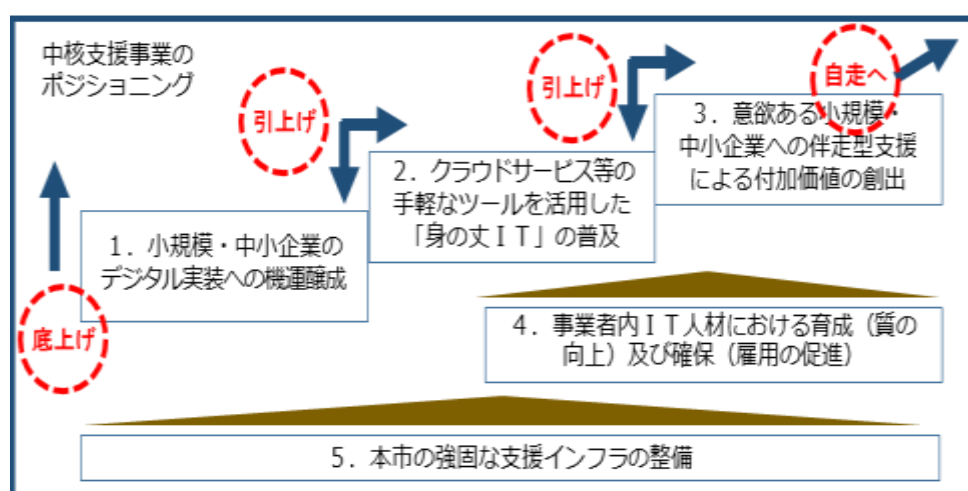 中核支援事業の
ポジショニング
引上げ
引上げ
自走へ
3．意欲ある小規模・
中小企業への伴走型支援
による付加価値の創出
2．クラウドサービス等の
手軽なツールを活用した
「身の丈ＩＴ」の普及
1．小規模・中小企業の
デジタル実装への機運醸成
底上げ
4．事業者内ＩＴ人材における育成（質の
向上）及び確保（雇用の促進）
5．本市の強固な支援インフラの整備